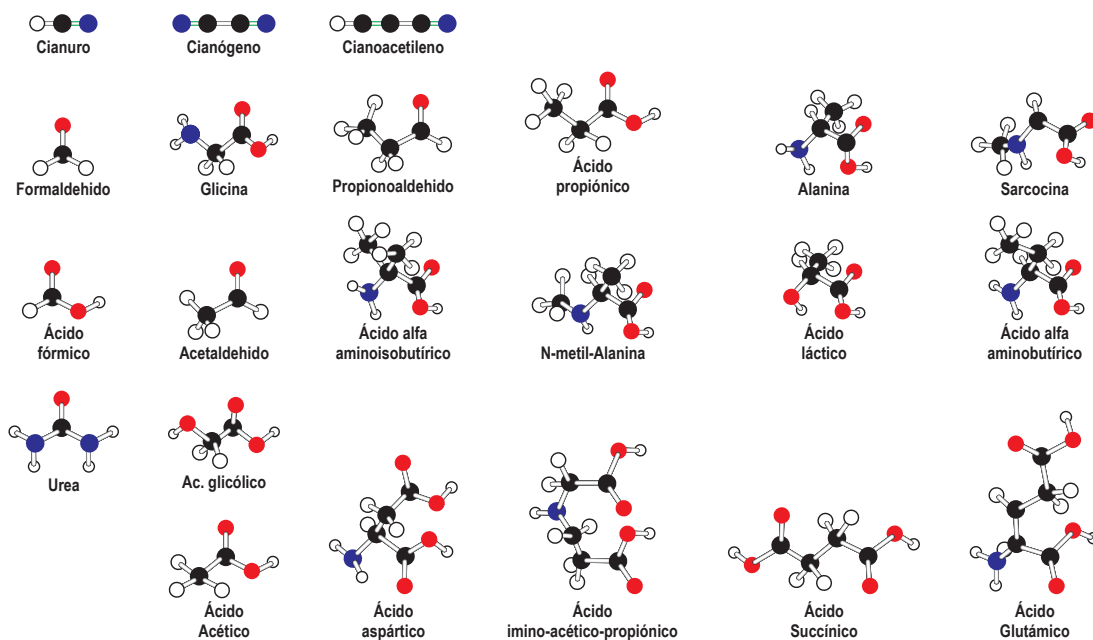 Cianuro
Cianógeno
Cianoacetileno
Formaldehido
Glicina
Propionoaldehido
Ácido
propiónico
Alanina
Sarcocina
Ácido
fórmico
Acetaldehido
Ácido alfa
aminoisobutírico
N-metil-Alanina
Ácido
láctico
Ácido alfa
aminobutírico
Urea
Ac. glicólico
Ácido
Acético
Ácido
aspártico
Ácido
imino-acético-propiónico
Ácido
Succínico
Ácido
Glutámico